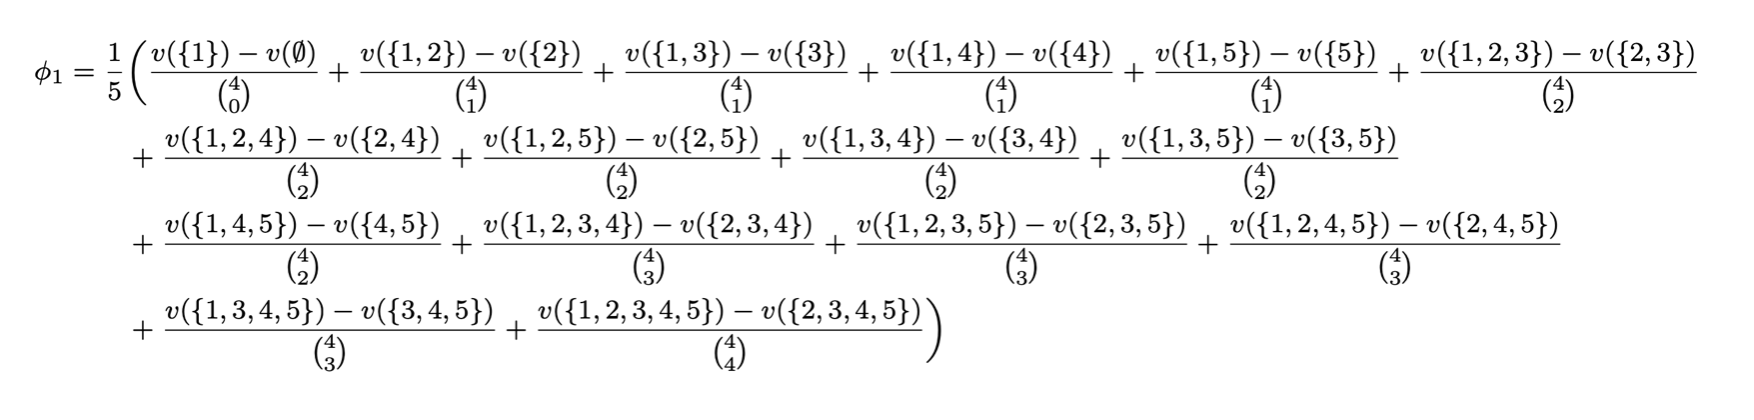 \phi_1 = \frac{1}{5} \Bigg( \frac{v(\{1\}) - v(\emptyset)}{\binom{4}{0}} + \frac{v(\{1,2\}) - v(\{2\})}{\binom{4}{1}} + \frac{v(\{1,3\}) - v(\{3\})}{\binom{4}{1}} + \frac{v(\{1,4\}) - v(\{4\})}{\binom{4}{1}} + \frac{v(\{1,5\}) - v(\{5\})}{\binom{4}{1}} + \frac{v(\{1,2,3\}) - v(\{2,3\})}{\binom{4}{2}}
+ \frac{v(\{1,2,4\}) - v(\{2,4\})}{\binom{4}{2}} + \frac{v(\{1,2,5\}) - v(\{2,5\})}{\binom{4}{2}} + \frac{v(\{1,3,4\}) - v(\{3,4\})}{\binom{4}{2}} + \frac{v(\{1,3,5\}) - v(\{3,5\})}{\binom{4}{2}}
+ \frac{v(\{1,4,5\}) - v(\{4,5\})}{\binom{4}{2}} + \frac{v(\{1,2,3,4\}) - v(\{2,3,4\})}{\binom{4}{3}} + \frac{v(\{1,2,3,5\}) - v(\{2,3,5\})}{\binom{4}{3}} + \frac{v(\{1,2,4,5\}) - v(\{2,4,5\})}{\binom{4}{3}}
+ \frac{v(\{1,3,4,5\}) - v(\{3,4,5\})}{\binom{4}{3}} + \frac{v(\{1,2,3,4,5\}) - v(\{2,3,4,5\})}{\binom{4}{4}} \Bigg)